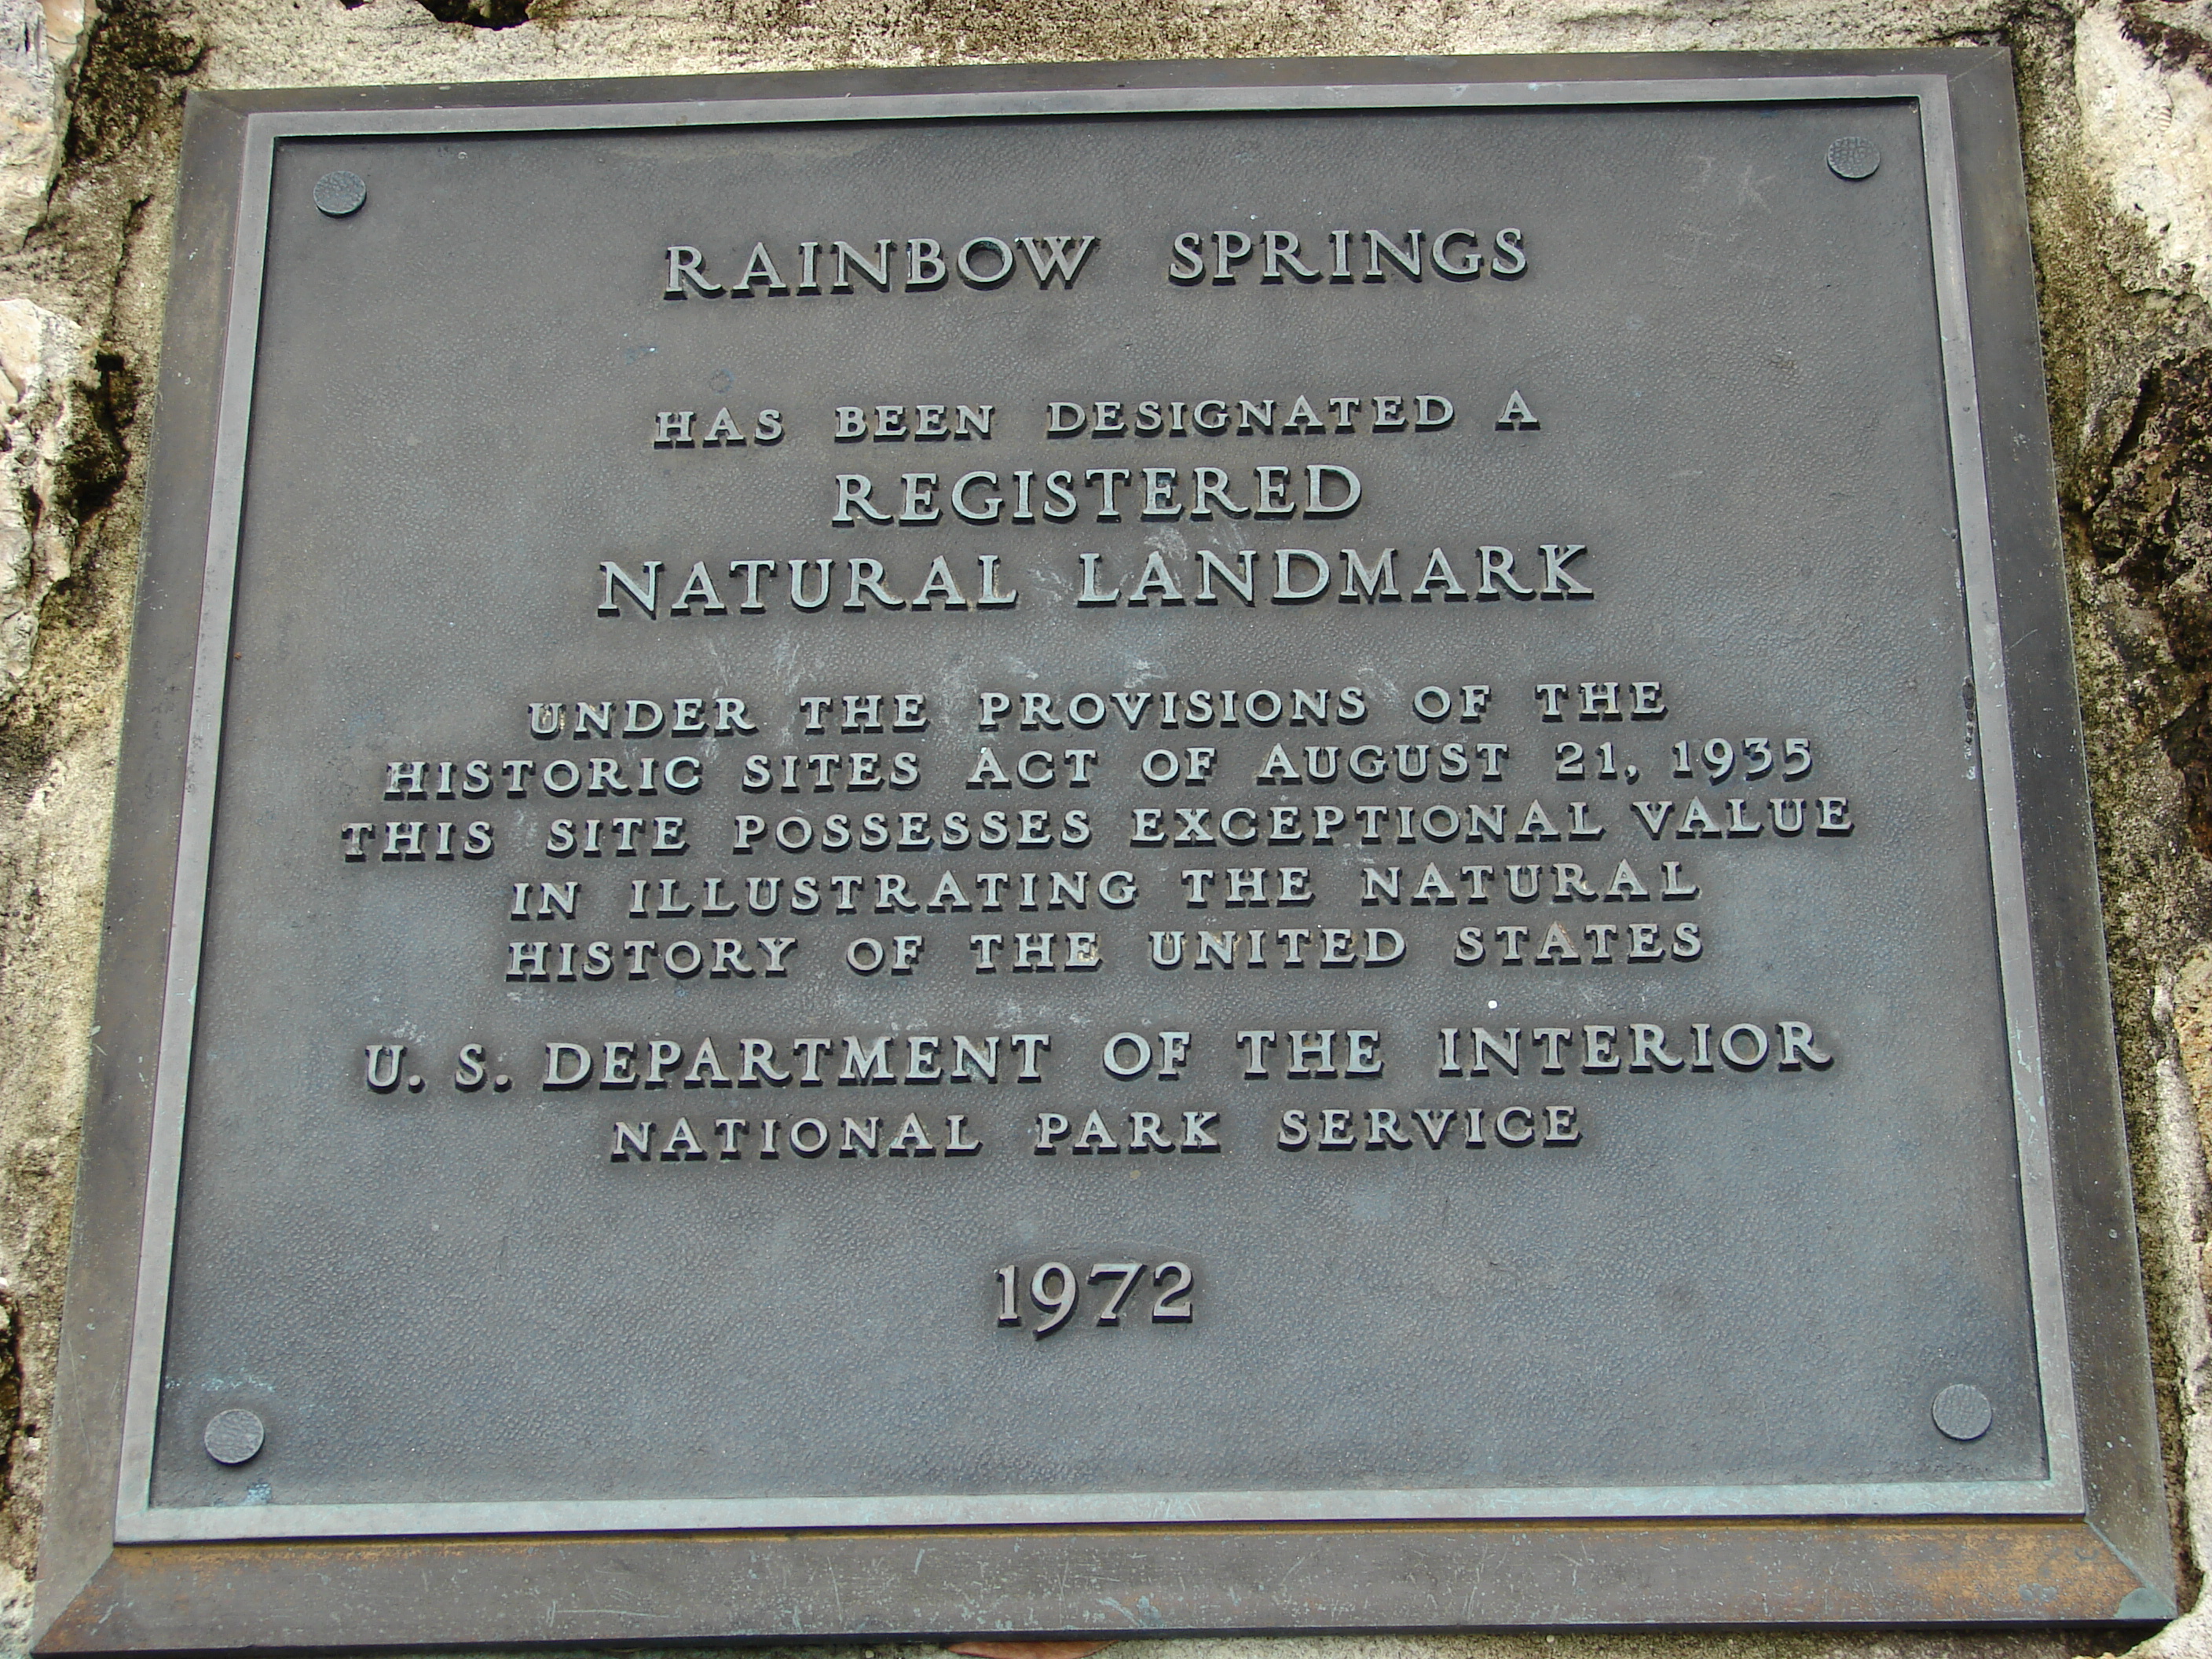 RAINBOW SPRINGS
HAS BEEN DESIGNATED A
REGISTERED
NATURAL LANDMARK
UNDER THE PROVISIONS OF THE
HISTORIC SITES ACT OF AUGUST 21, 1935
THIS SITE POSSESSES EXCEPTIONAL VALUE
IN ILLUSTRATING THE NATURAL
HISTORY OF THE UNITED STATES
U. S. DEPARTMENT OF THE INTERIOR
NATIONAL PARK SERVICE
1972